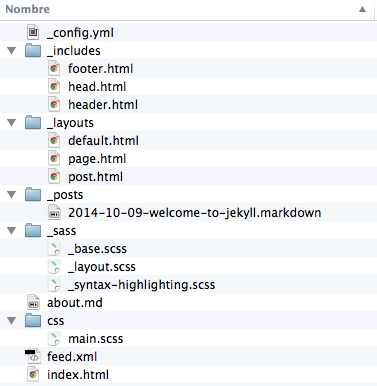 Nombre
_config.yml
_includes
footer.html
head.html
header.html
_layouts
default.html
page.html
post.html
_posts
2014-10-09-welcome-to-jekyll.markdown
_sass
_base.scss
_layout.scss
_syntax-highlighting.scss
about.md
css
main.scss
feed.xml
index.html